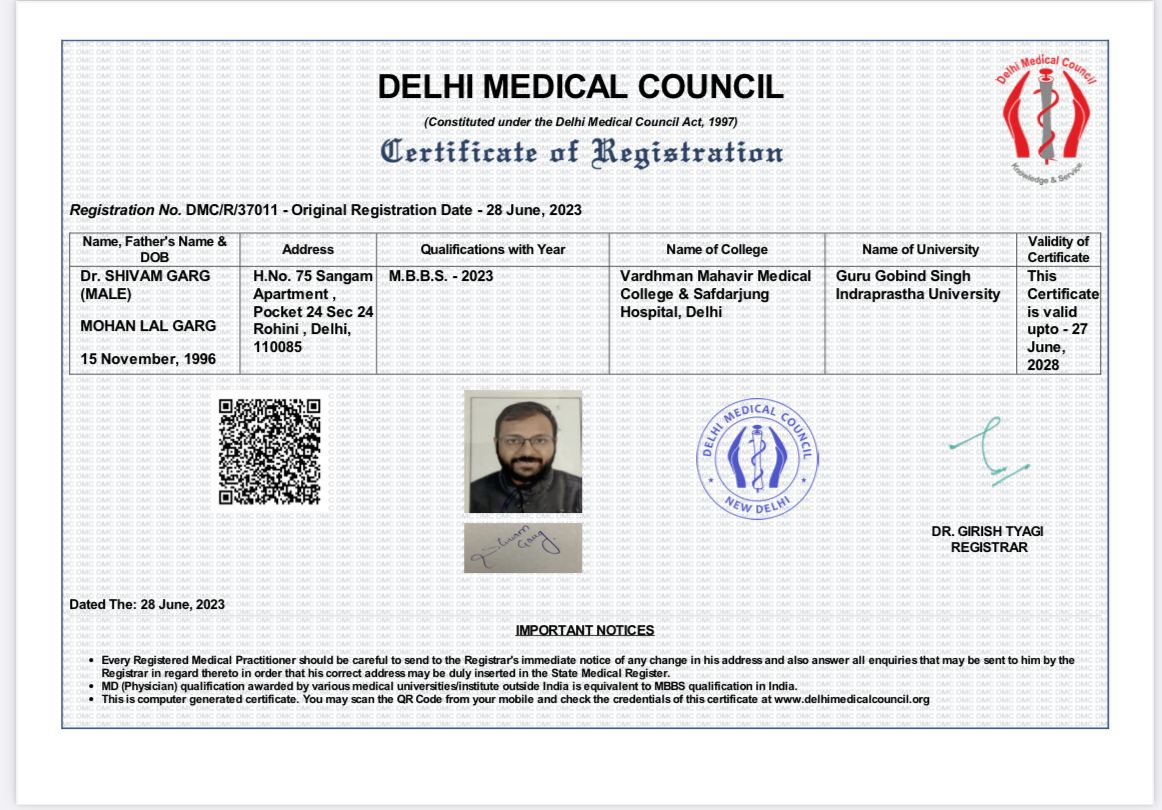 DELHI MEDICAL COUNCIL
(Constituted under the Delhi Medical Council Act, 1997)
Certificate of Registration
Delhi Medical Council
Knowledge & Service
Registration No. DMC/R/37011 - Original Registration Date - 28 June, 2023
Name, Father's Name &
DOB
Address
Qualifications with Year
Name of College
Name of University
Validity of
Certificate
Dr. SHIVAM GARG
(MALE)
MOHAN LAL GARG
15 November, 1996
H.No. 75 Sangam
Apartment ,
Pocket 24 Sec 24
Rohini , Delhi,
110085
M.B.B.S. - 2023
Vardhman Mahavir Medical
College & Safdarjung
Hospital, Delhi
Guru Gobind Singh
Indraprastha University
This
Certificate
is valid
upto - 27
June,
2028
DELHI MEDICAL COUNCIL
NEW DELHI
Shivam
Garg
DR. GIRISH TYAGI
REGISTRAR
Dated The: 28 June, 2023
IMPORTANT NOTICES
• Every Registered Medical Practitioner should be careful to send to the Registrar's immediate notice of any change in his address and also answer all enquiries that may be sent to him by the
Registrar in regard thereto in order that his correct address may be duly inserted in the State Medical Register.
• MD (Physician) qualification awarded by various medical universities/institute outside India is equivalent to MBBS qualification in India.
• This is computer generated certificate. You may scan the QR Code from your mobile and check the credentials of this certificate at www.delhimedicalcouncil.org